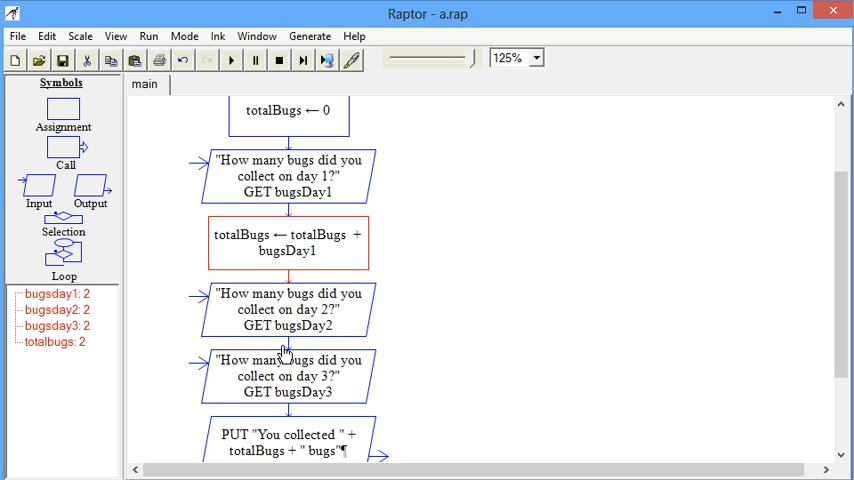 Raptor - a.rap
File Edit Scale View Run Mode Ink Window Generate Help
125%
Symbols
main
Assignment
Call
Input Output
Selection
Loop
bugsday1: 2
bugsday2: 2
bugsday3: 2
totalbugs: 2
totalBugs ← 0
"How many bugs did you
collect on day 1?"
GET bugsDay1
totalBugs ← totalBugs +
bugsDay1
"How many bugs did you
collect on day 2?"
GET bugsDay2
"How many bugs did you
collect on day 3?"
GET bugsDay3
PUT "You collected " +
totalBugs + " bugs"¶